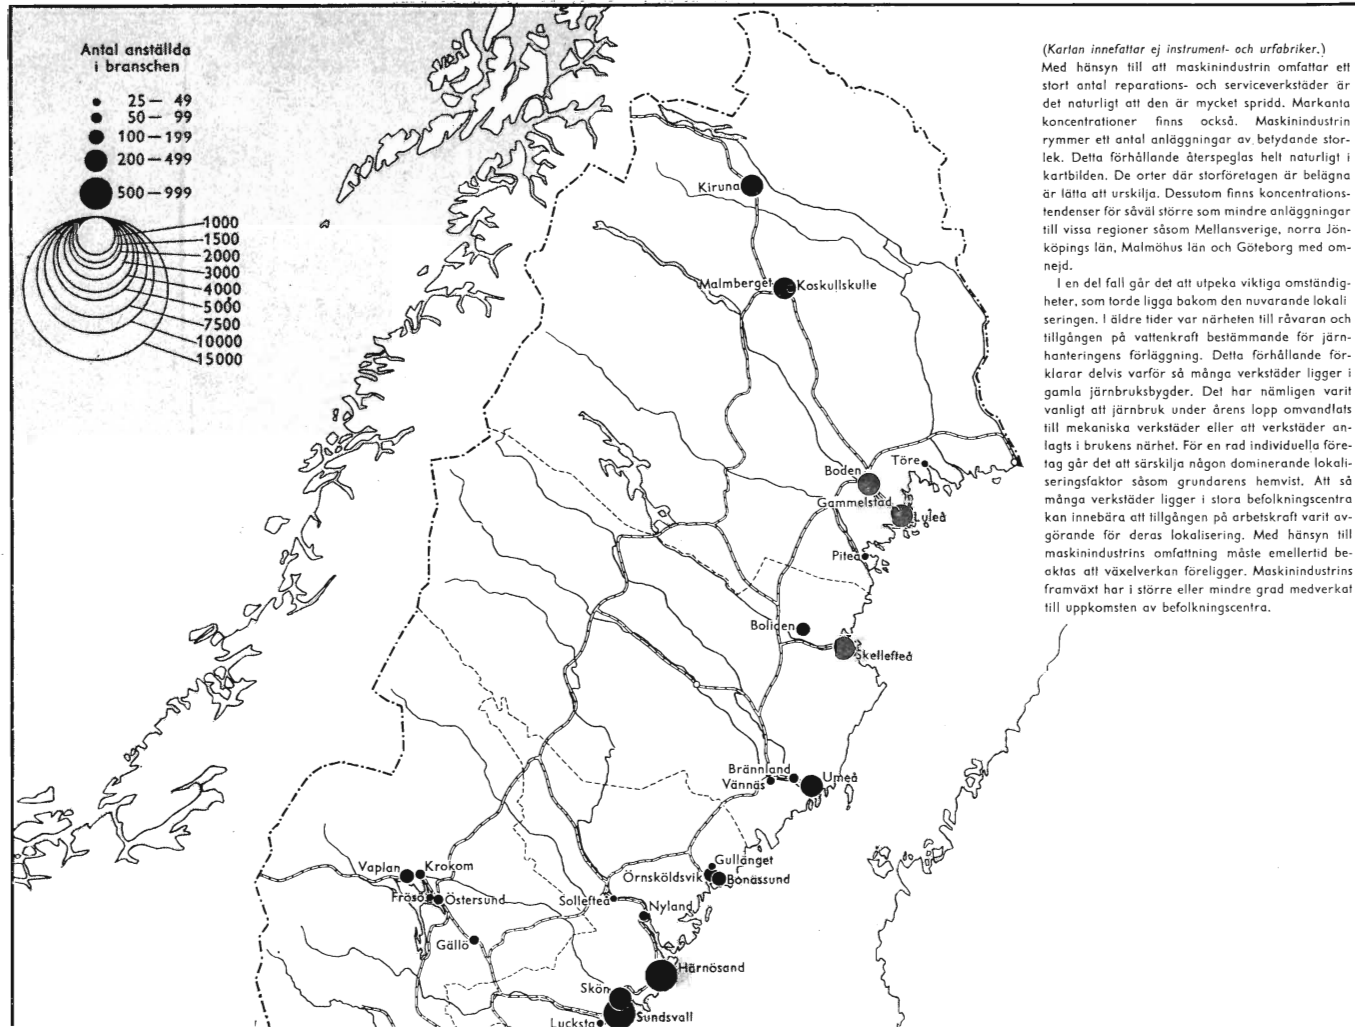 Antal anställda
i branschen
25 — 49
50 — 99
100 — 199
200 — 499
500 — 999
1000
1500
2000
3000
4000
5000
7500
10000
15000
(Kartan innefattar ej instrument- och urfabriker.)
Med hänsyn till att maskinindustrin omfattar ett
stort antal reparations- och serviceverkstäder är
det naturligt att den är mycket spridd. Markanta
koncentrationer finns också. Maskinindustrin
rymmer ett antal anläggningar av betydande stor-
lek. Detta förhållande återspeglas helt naturligt i
kartbilden. De orter där storföretagen är belägna
är lätta att urskilja. Dessutom finns koncentrations-
tendenser för såväl större som mindre anläggningar
till vissa regioner såsom Mellansverige, norra Jön-
köpings län, Malmöhus län och Göteborg med om-
nejd.
I en del fall går det att utpeka viktiga omständig-
heter, som torde ligga bakom den nuvarande lokali
seringen. I äldre tider var närheten till råvaran och
tillgången på vattenkraft bestämmande för järn-
hanteringens förläggning. Detta förhållande för-
klarar delvis varför så många verkstäder ligger i
gamla järnbruksbygder. Det har nämligen varit
vanligt att järnbruk under årens lopp omvandlats
till mekaniska verkstäder eller att verkstäder an-
lagts i brukens närhet. För en rad individuella före-
tag går det att särskilja någon dominerande lokali-
seringsfaktor såsom grundarens hemvist. Att så
många verkstäder ligger i stora befolkningscentra
kan innebära att tillgången på arbetskraft varit av-
görande för deras lokalisering. Med hänsyn till
maskinindustrins omfattning måste emellertid be-
aktas att växelverkan föreligger. Maskinindustrins
framväxt har i större eller mindre grad medverkat
till uppkomsten av befolkningscentra.
Kiruna
Malmberget
Koskullskulle
Töre
Boden
Gammelstad
Luleå
Piteå
Boliden
Skellefteå
Brännland
Vännäs
Umeå
Gullänget
Örnsköldsvik
Bonässund
Vaplan
Krokom
Frösö
Östersund
Sollefteå
Nyland
Gällö
Härnösand
Skön
Sundsvall
Lucksta